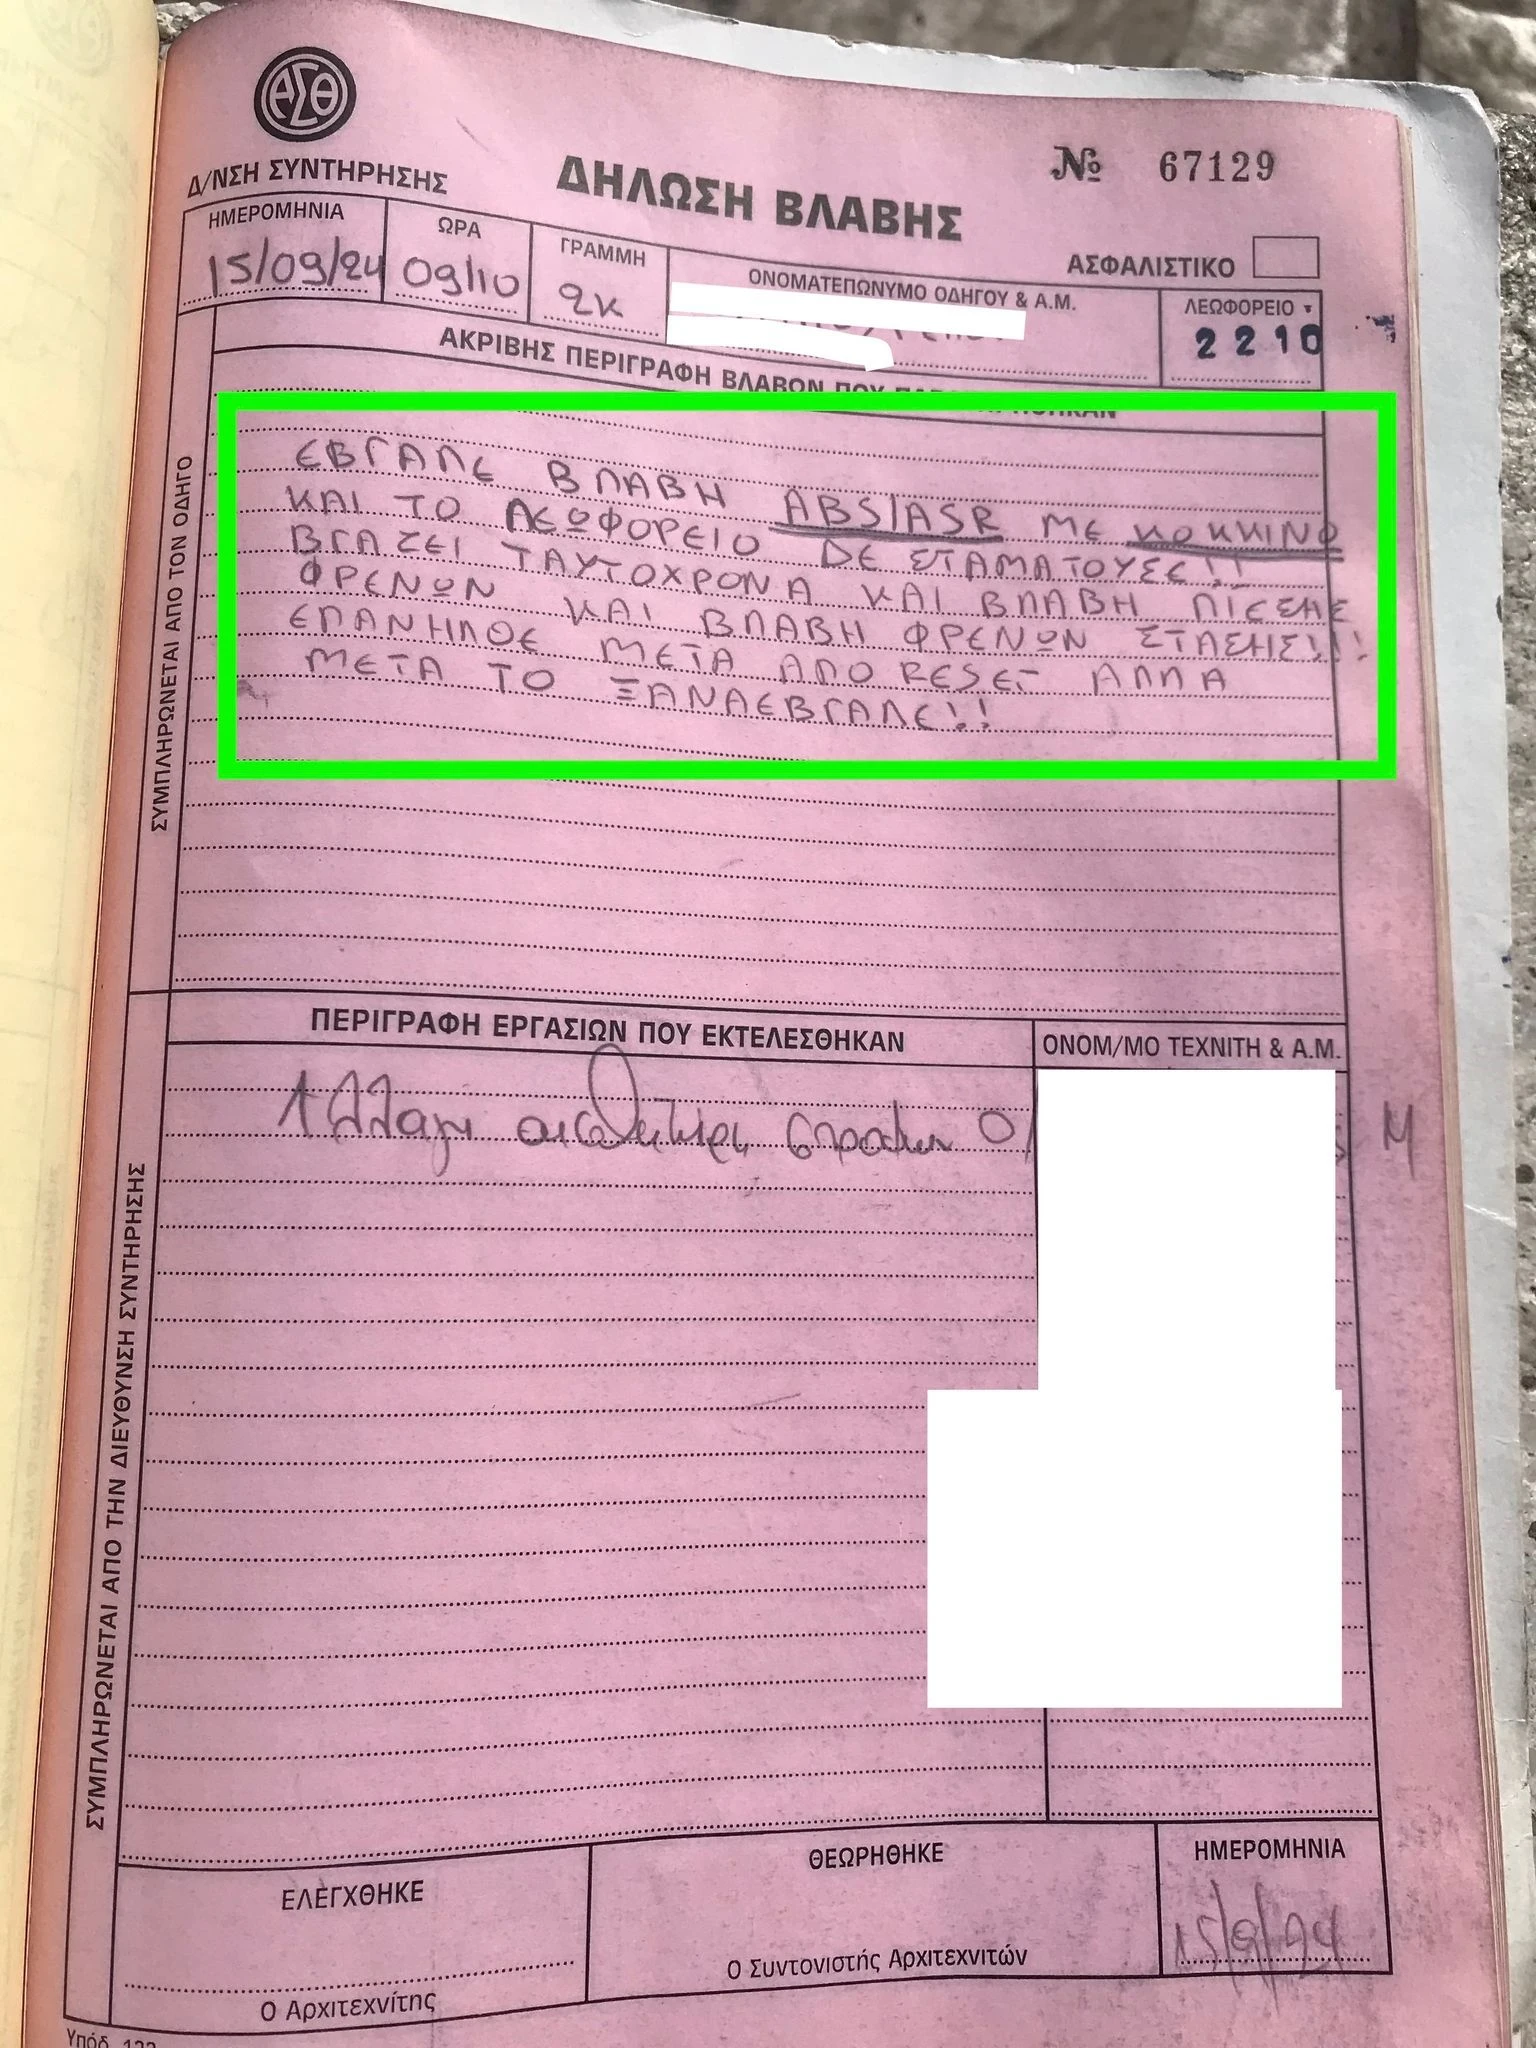 ΑΣΘ
Δ/ΝΣΗ ΣΥΝΤΗΡΗΣΗΣ
ΔΗΛΩΣΗ ΒΛΑΒΗΣ
№ 67129
ΑΣΦΑΛΙΣΤΙΚΟ
ΗΜΕΡΟΜΗΝΙΑ
15/09/24
ΩΡΑ
09/10
ΓΡΑΜΜΗ
2Κ
ΟΝΟΜΑΤΕΠΩΝΥΜΟ ΟΔΗΓΟΥ & Α.Μ.
ΛΕΩΦΟΡΕΙΟ
2210
ΣΥΜΠΛΗΡΩΝΕΤΑΙ ΑΠΟ ΤΟΝ ΟΔΗΓΟ
ΑΚΡΙΒΗΣ ΠΕΡΙΓΡΑΦΗ ΒΛΑΒΩΝ ΠΟΥ
ΕΒΓΑΛΕ ΒΛΑΒΗ ABS/ASR ΜΕ ΚΟΚΚΙΝΟ
ΚΑΙ ΤΟ ΛΕΩΦΟΡΕΙΟ ΔΕ ΣΤΑΜΑΤΟΥΣΕ!!
ΒΓΑΖΕΙ ΤΑΥΤΟΧΡΟΝΑ ΚΑΙ ΒΛΑΒΗ ΠΙΕΣΗΣ
ΦΡΕΝΩΝ ΚΑΙ ΒΛΑΒΗ ΦΡΕΝΩΝ ΣΤΑΣΗΣ!!!
ΕΠΑΝΗΛΘΕ ΜΕΤΑ ΑΠΟ RESET ΑΛΛΑ
ΜΕΤΑ ΤΟ ΞΑΝΑΕΒΓΑΛΕ!!
ΣΥΜΠΛΗΡΩΝΕΤΑΙ ΑΠΟ ΤΗΝ ΔΙΕΥΘΥΝΣΗ ΣΥΝΤΗΡΗΣΗΣ
ΠΕΡΙΓΡΑΦΗ ΕΡΓΑΣΙΩΝ ΠΟΥ ΕΚΤΕΛΕΣΘΗΚΑΝ
ΟΝΟΜ/ΜΟ ΤΕΧΝΙΤΗ & Α.Μ.
Αλλαγη αισθητηρη στροφων
Μ
ΕΛΕΓΧΘΗΚΕ
Ο Αρχιτεχνίτης
ΘΕΩΡΗΘΗΚΕ
Ο Συντονιστής Αρχιτεχνιτών
ΗΜΕΡΟΜΗΝΙΑ
15/9/24
Υπόδ.